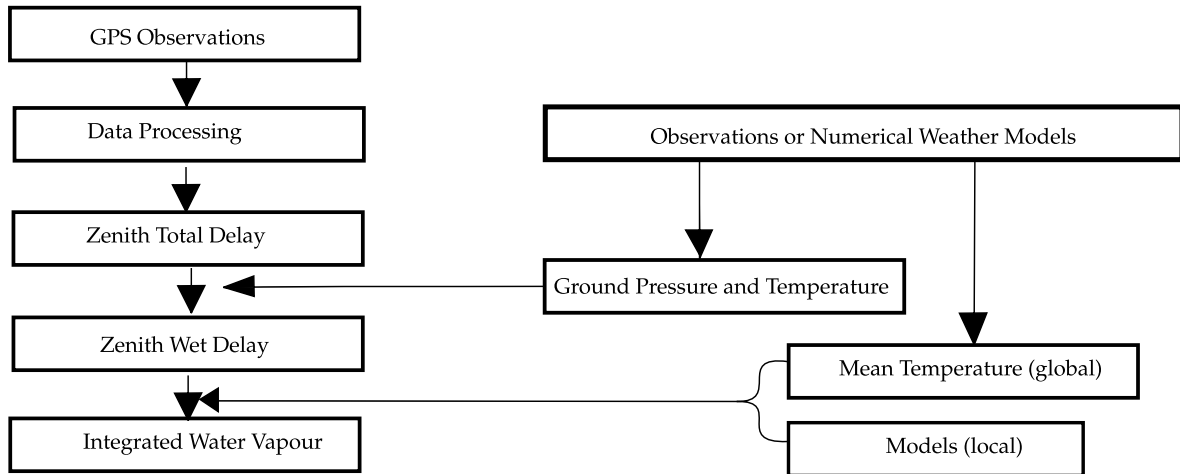 GPS Observations
Data Processing
Observations or Numerical Weather Models
Zenith Total Delay
Ground Pressure and Temperature
Zenith Wet Delay
Mean Temperature (global)
Integrated Water Vapour
Models (local)